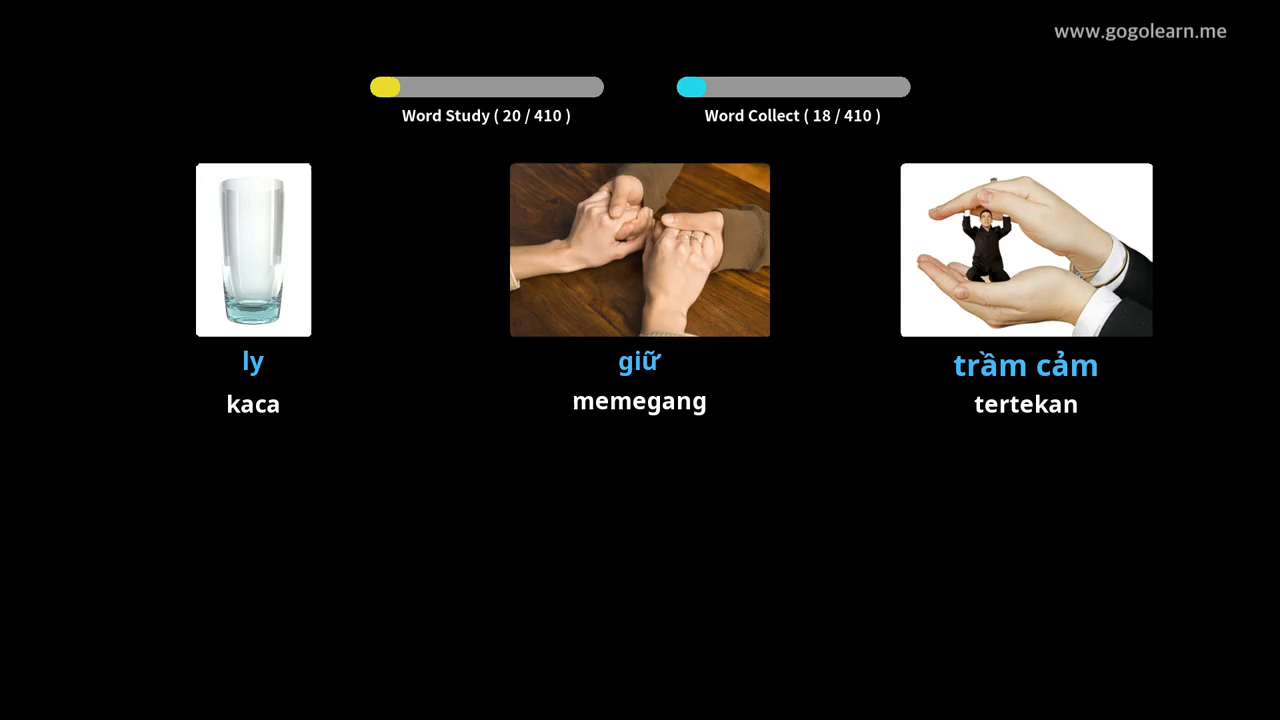 www.gogolearn.me
Word Study ( 20 / 410 )
Word Collect ( 18 / 410 )
ly
kaca
giữ
memegang
trầm cảm
tertekan